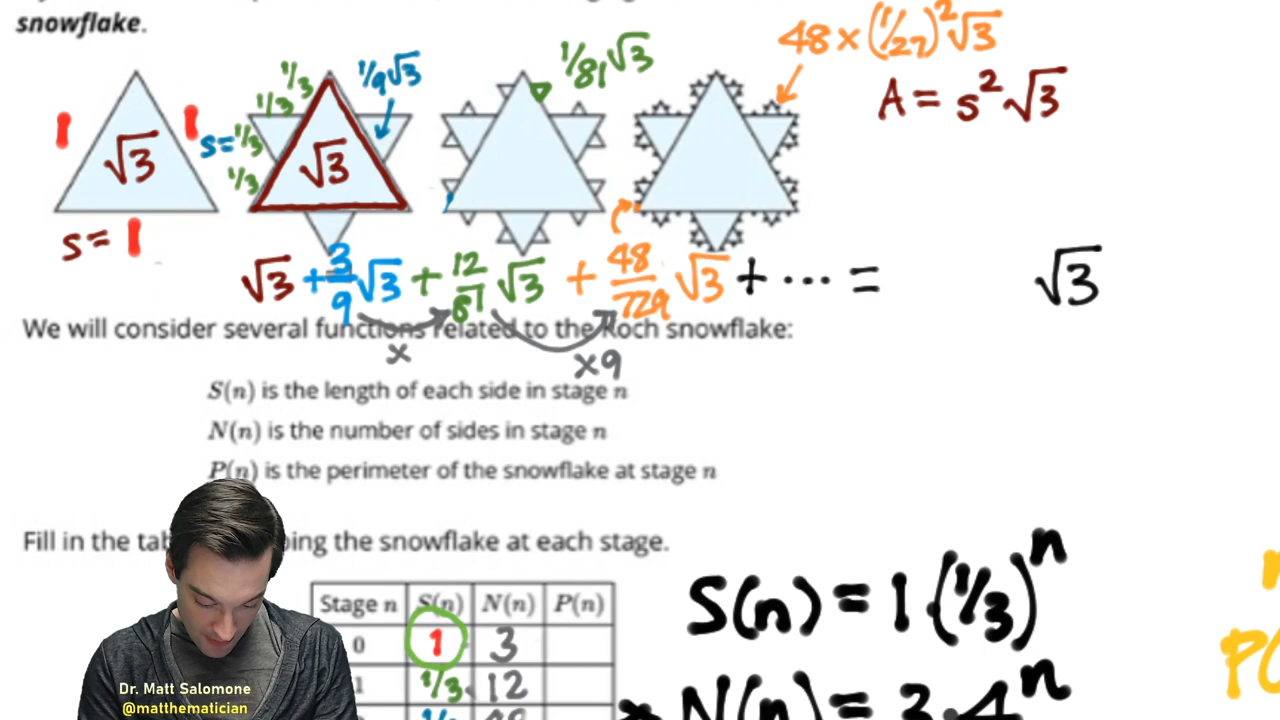 snowflake.
48 × (1/27)² √3
1/3 1/9 √3 1/81 √3
1/3 A = s² √3
1 1 s = 1/3
√3 1/3 √3
s = 1
√3 + 3/9 √3 + 12/81 √3 + 48/729 √3 + ... = √3
We will consider several functions related to the Koch snowflake:
× ×9
S(n) is the length of each side in stage n
N(n) is the number of sides in stage n
P(n) is the perimeter of the snowflake at stage n
Fill in the the snowflake at each stage.
Stage n S(n) N(n) P(n)
0 1 3
1/3 12
S(n) = 1·(1/3)ⁿ
N(n) = 3·4ⁿ
Dr. Matt Salomone
@matthematician